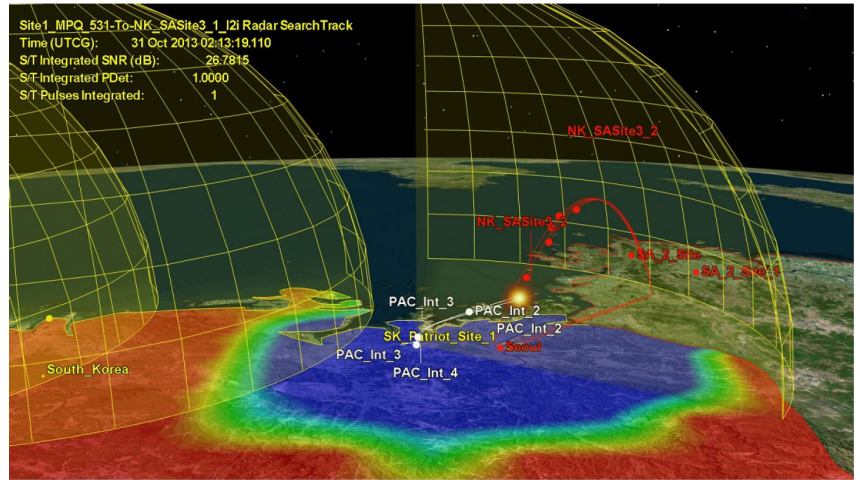 Site1_MPQ_531-To-NK_SASite3_1_I2i Radar SearchTrack
Time (UTCG): 31 Oct 2013 02:13:19.110
S/T Integrated SNR (dB): 26.7815
S/T Integrated PDet: 1.0000
S/T Pulses Integrated: 1
NK_SASite3_2
NK_SASite3_2
SA_2_Site
SA_2_Site_1
PAC_Int_3
PAC_Int_2
PAC_Int_2
SK_Patriot_Site_1
Seoul
PAC_Int_3
South_Korea
PAC_Int_4